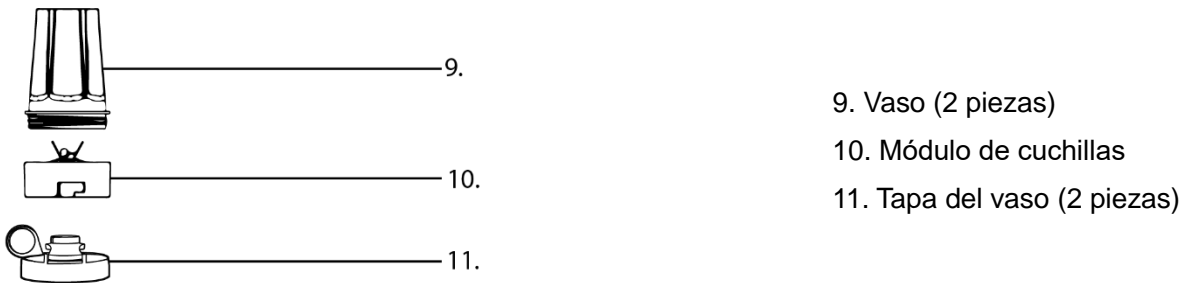 9.
10.
11.
9. Vaso (2 piezas)
10. Módulo de cuchillas
11. Tapa del vaso (2 piezas)